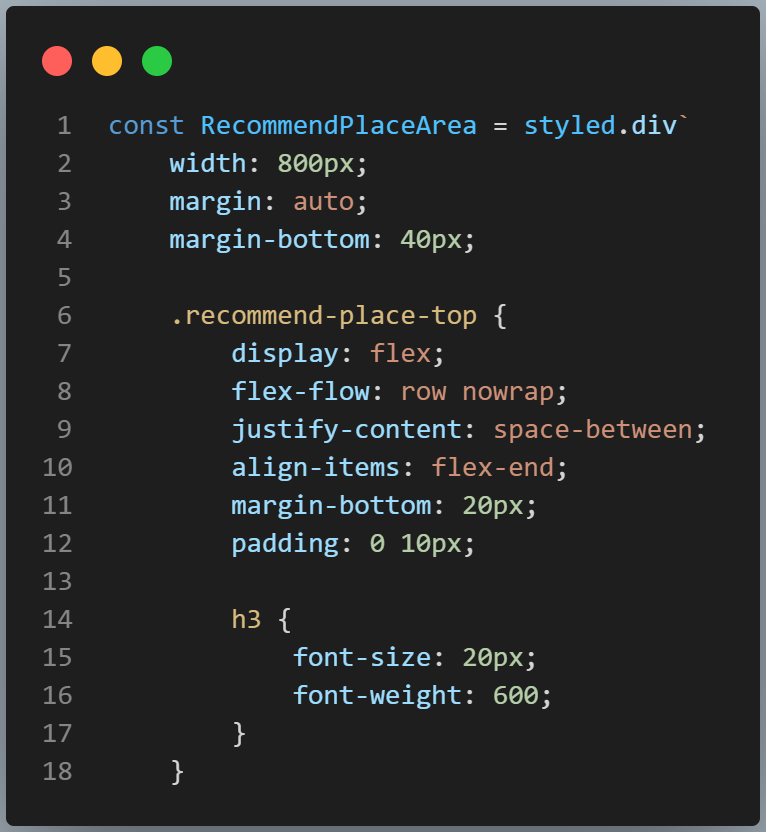 1 const RecommendPlaceArea = styled.div`
2     width: 800px;
3     margin: auto;
4     margin-bottom: 40px;
5
6     .recommend-place-top {
7         display: flex;
8         flex-flow: row nowrap;
9         justify-content: space-between;
10         align-items: flex-end;
11         margin-bottom: 20px;
12         padding: 0 10px;
13
14         h3 {
15             font-size: 20px;
16             font-weight: 600;
17         }
18     }